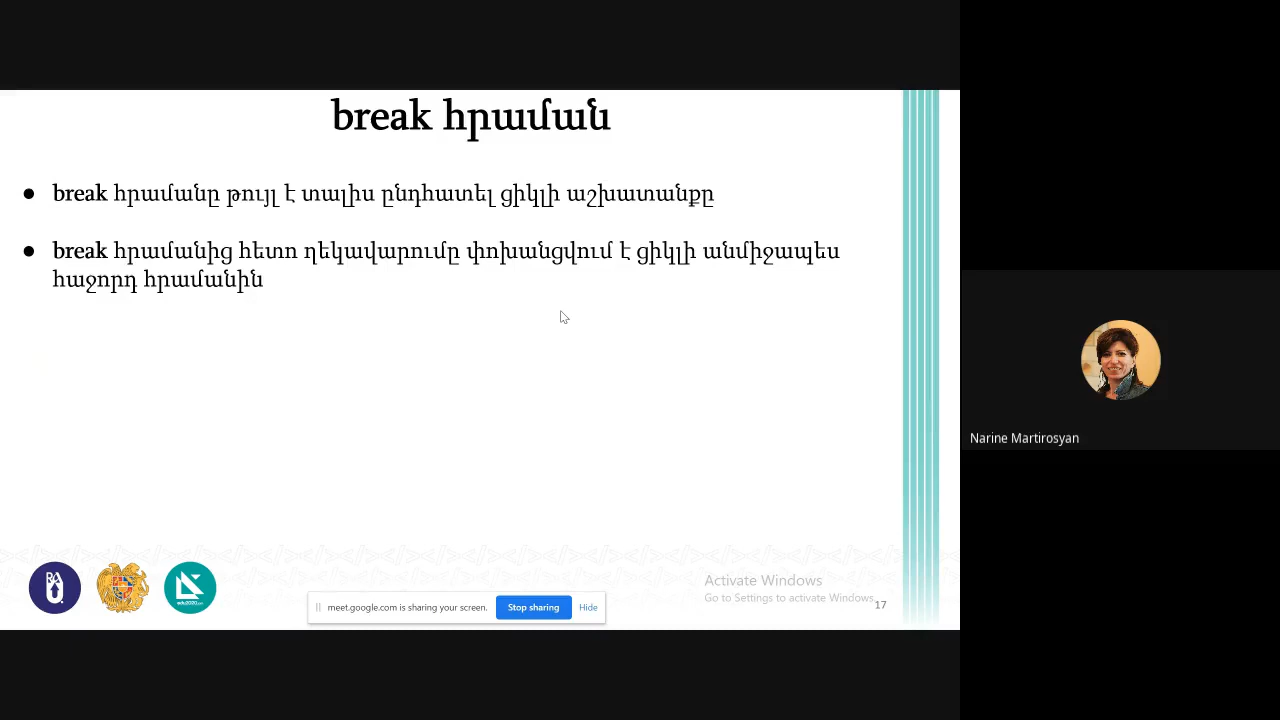 break հրաման
● break հրամանը թույլ է տալիս ընդհատել ցիկլի աշխատանքը
● break հրամանից հետո ղեկավարումը փոխանցվում է ցիկլի անմիջապես
հաջորդ հրամանին
Narine Martirosyan
Activate Windows
Go to Settings to activate Windows.
17
meet.google.com is sharing your screen.
Stop sharing
Hide